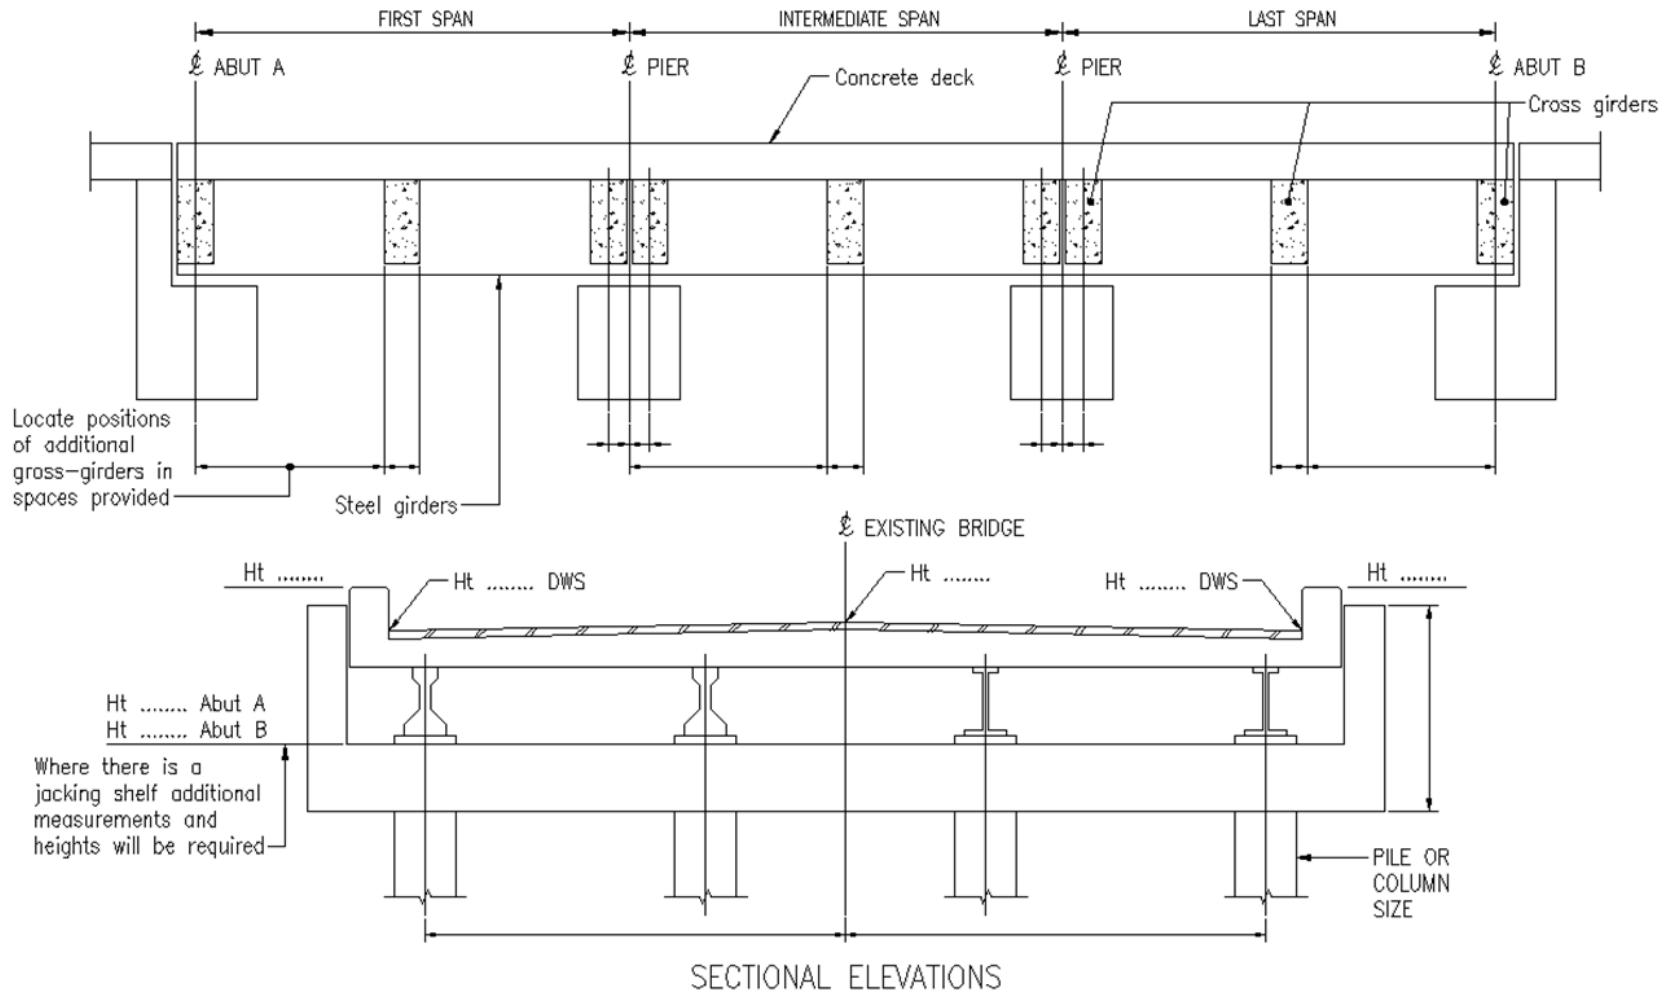 FIRST SPAN
INTERMEDIATE SPAN
LAST SPAN
℄ ABUT A
℄ PIER
℄ PIER
℄ ABUT B
Concrete deck
Cross girders
Locate positions
of additional
gross-girders in
spaces provided
Steel girders
℄ EXISTING BRIDGE
Ht ........
Ht ........ DWS
Ht ........
Ht ........ DWS
Ht ........
Ht ........ Abut A
Ht ........ Abut B
Where there is a
jacking shelf additional
measurements and
heights will be required
PILE OR
COLUMN
SIZE
SECTIONAL ELEVATIONS